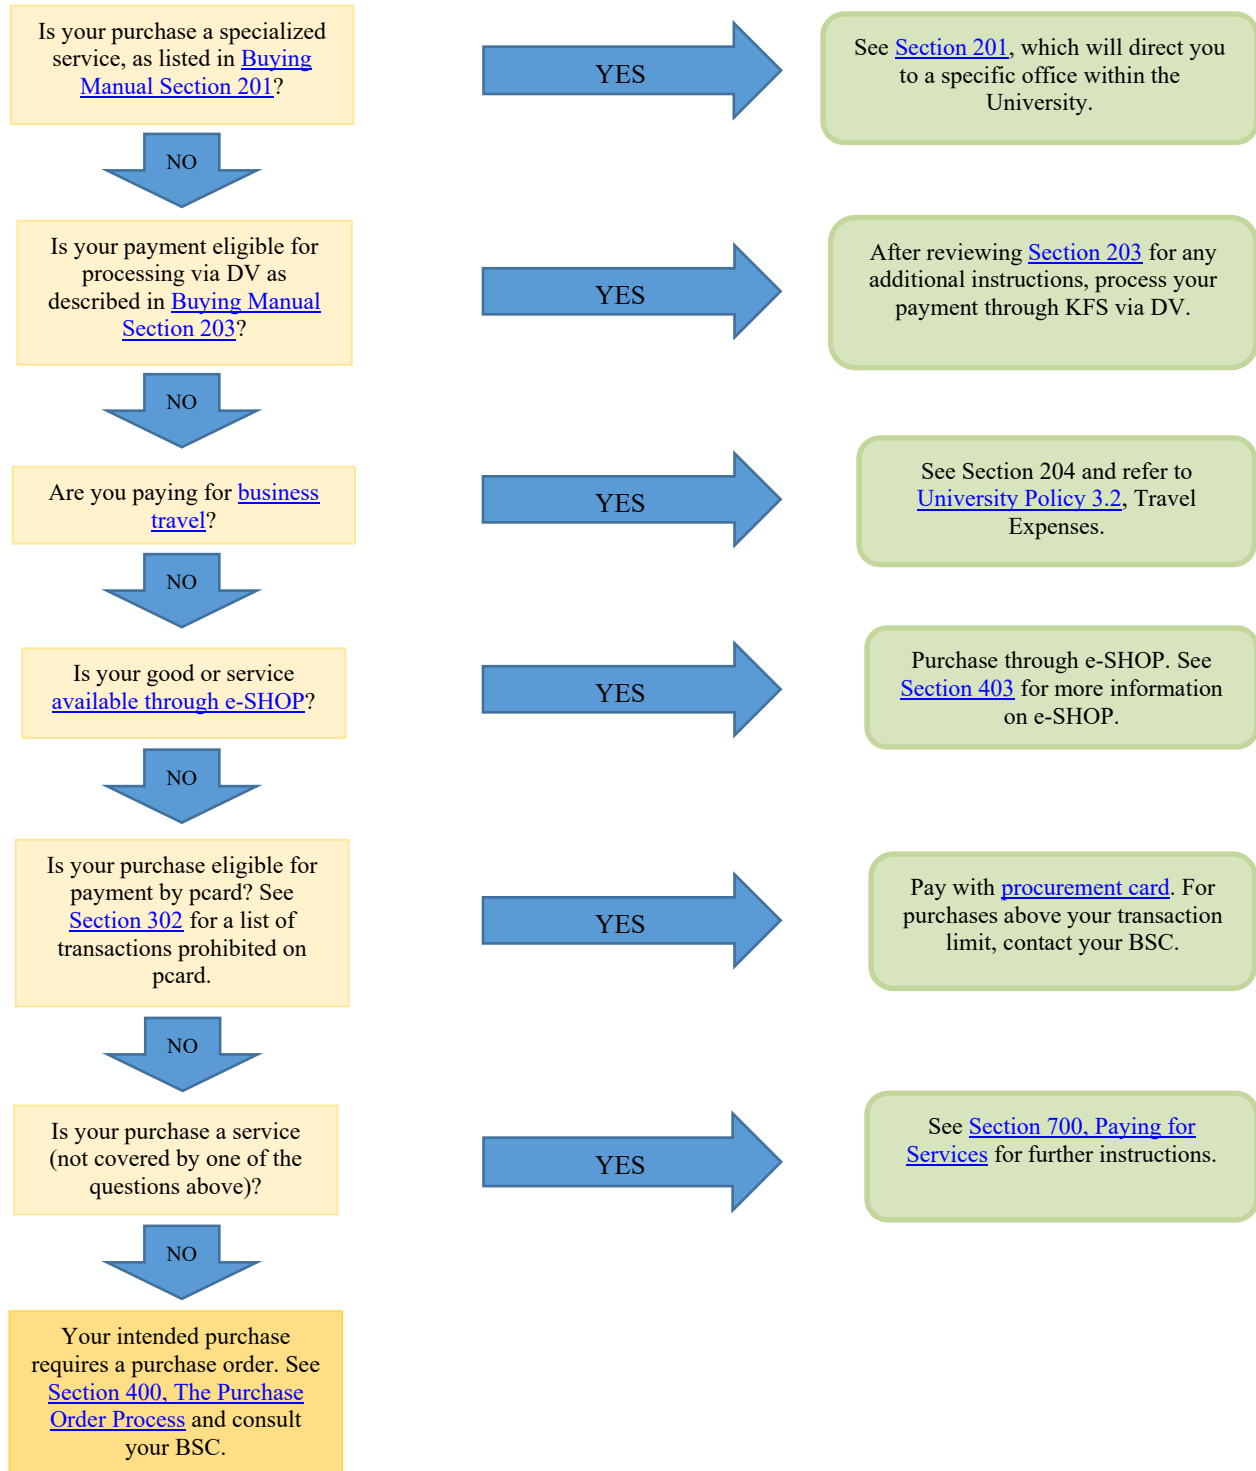 Is your purchase a specialized
service, as listed in Buying
Manual Section 201?
YES
See Section 201, which will direct you
to a specific office within the
University.
NO
Is your payment eligible for
processing via DV as
described in Buying Manual
Section 203?
YES
After reviewing Section 203 for any
additional instructions, process your
payment through KFS via DV.
NO
Are you paying for business
travel?
YES
See Section 204 and refer to
University Policy 3.2, Travel
Expenses.
NO
Is your good or service
available through e-SHOP?
YES
Purchase through e-SHOP. See
Section 403 for more information
on e-SHOP.
NO
Is your purchase eligible for
payment by pcard? See
Section 302 for a list of
transactions prohibited on
pcard.
YES
Pay with procurement card. For
purchases above your transaction
limit, contact your BSC.
NO
Is your purchase a service
(not covered by one of the
questions above)?
YES
See Section 700, Paying for
Services for further instructions.
NO
Your intended purchase
requires a purchase order. See
Section 400, The Purchase
Order Process and consult
your BSC.